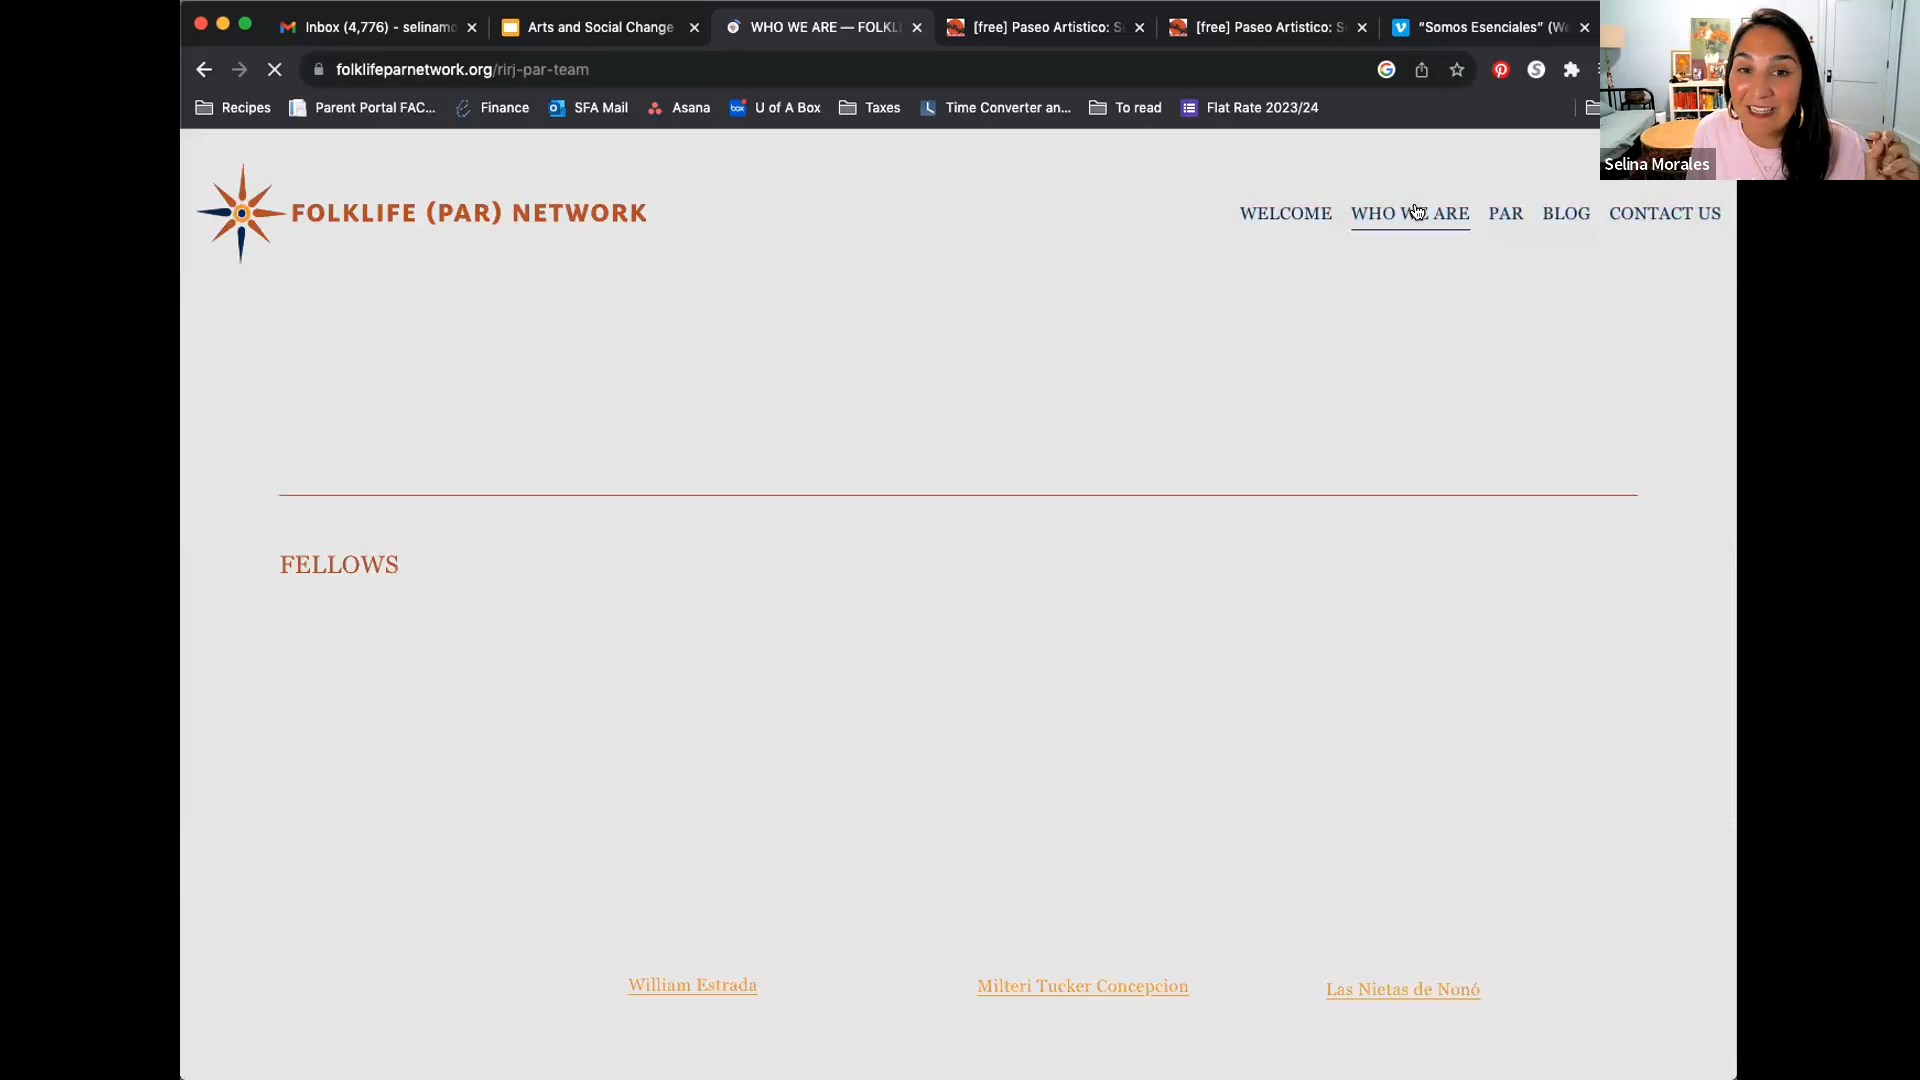 Inbox (4,776) - selinamo
Arts and Social Change
WHO WE ARE — FOLKL
[free] Paseo Artistico: S
[free] Paseo Artistico: S
“Somos Esenciales” (We
folklifeparnetwork.org/rirj-par-team
Recipes
Parent Portal FAC...
Finance
SFA Mail
Asana
U of A Box
Taxes
Time Converter an...
To read
Flat Rate 2023/24
Selina Morales
FOLKLIFE (PAR) NETWORK
WELCOME
WHO WE ARE
PAR
BLOG
CONTACT US
FELLOWS
William Estrada
Milteri Tucker Concepcion
Las Nietas de Nonó